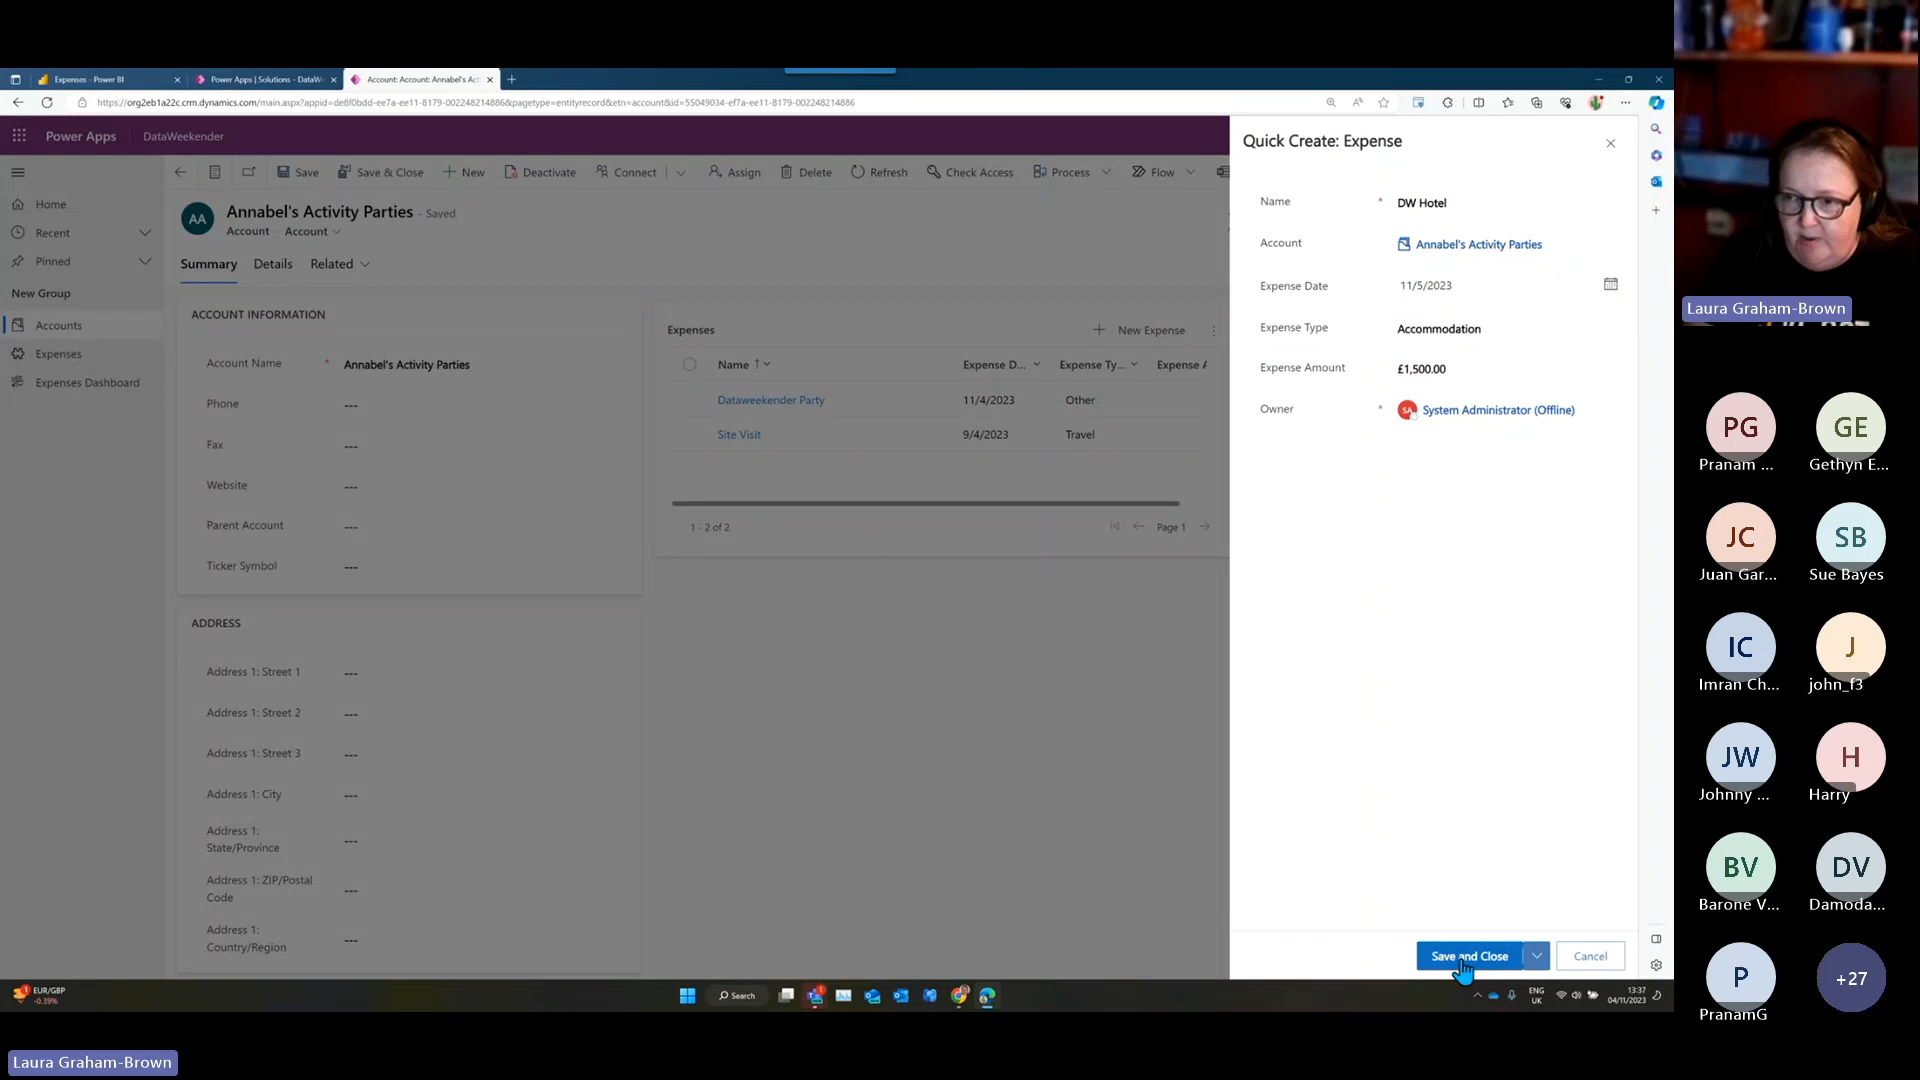 Expenses - Power BI
Power Apps | Solutions - DataWe
Account: Account: Annabel's Act
https://org2eb1a22c.crm.dynamics.com/main.aspx?appid=de8f0bdd-ee7a-ee11-8179-002248214886&pagetype=entityrecord&etn=account&id=55049034-ef7a-ee11-8179-002248214886
Power Apps
DataWeekender
Save
Save & Close
New
Deactivate
Connect
Assign
Delete
Refresh
Check Access
Process
Flow
Home
Recent
Pinned
New Group
Accounts
Expenses
Expenses Dashboard
AA
Annabel's Activity Parties - Saved
Account · Account
Summary
Details
Related
ACCOUNT INFORMATION
Account Name * Annabel's Activity Parties
Phone ---
Fax ---
Website ---
Parent Account ---
Ticker Symbol ---
ADDRESS
Address 1: Street 1 ---
Address 1: Street 2 ---
Address 1: Street 3 ---
Address 1: City ---
Address 1:
State/Province ---
Address 1: ZIP/Postal
Code ---
Address 1:
Country/Region ---
Expenses
New Expense
Name Expense D... Expense Ty... Expense A
Dataweekender Party 11/4/2023 Other
Site Visit 9/4/2023 Travel
1 - 2 of 2
Page 1
Quick Create: Expense
Name * DW Hotel
Account Annabel's Activity Parties
Expense Date 11/5/2023
Expense Type Accommodation
Expense Amount £1,500.00
Owner * SA System Administrator (Offline)
Save and Close
Cancel
EUR/GBP
-0.39%
Search
ENG
UK
13:37
04/11/2023
Laura Graham-Brown
PG
Pranam ...
GE
Gethyn E...
JC
Juan Gar...
SB
Sue Bayes
IC
Imran Ch...
J
john_f3
JW
Johnny ...
H
Harry
BV
Barone V...
DV
Damoda...
P
PranamG
+27
Laura Graham-Brown